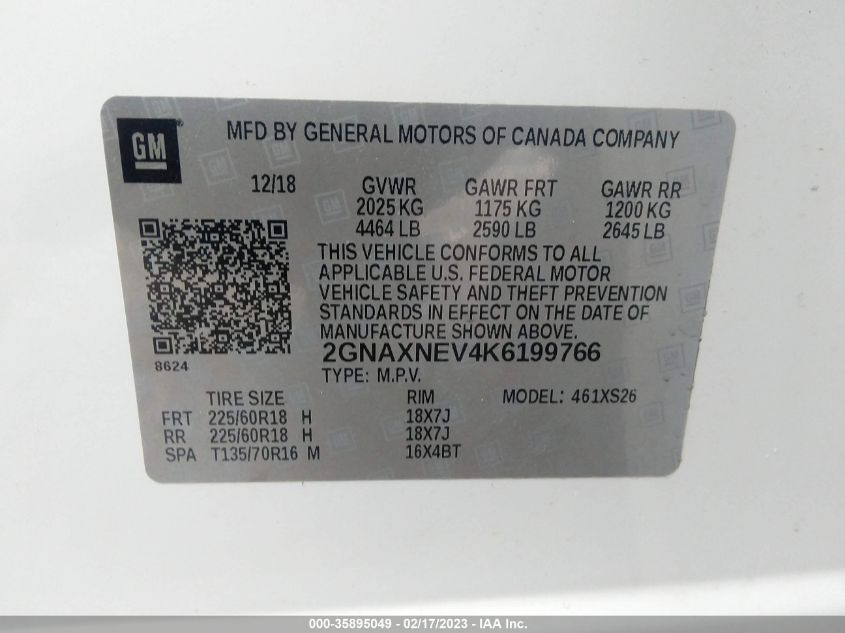 GM
MFD BY GENERAL MOTORS OF CANADA COMPANY
12/18 GVWR GAWR FRT GAWR RR
2025 KG 1175 KG 1200 KG
4464 LB 2590 LB 2645 LB
THIS VEHICLE CONFORMS TO ALL
APPLICABLE U.S. FEDERAL MOTOR
VEHICLE SAFETY AND THEFT PREVENTION
STANDARDS IN EFFECT ON THE DATE OF
MANUFACTURE SHOWN ABOVE.
8624
2GNAXNEV4K6199766
TYPE: M.P.V.
TIRE SIZE RIM MODEL: 461XS26
FRT 225/60R18 H 18X7J
RR 225/60R18 H 18X7J
SPA T135/70R16 M 16X4BT
000-35895049 - 02/17/2023 - IAA Inc.